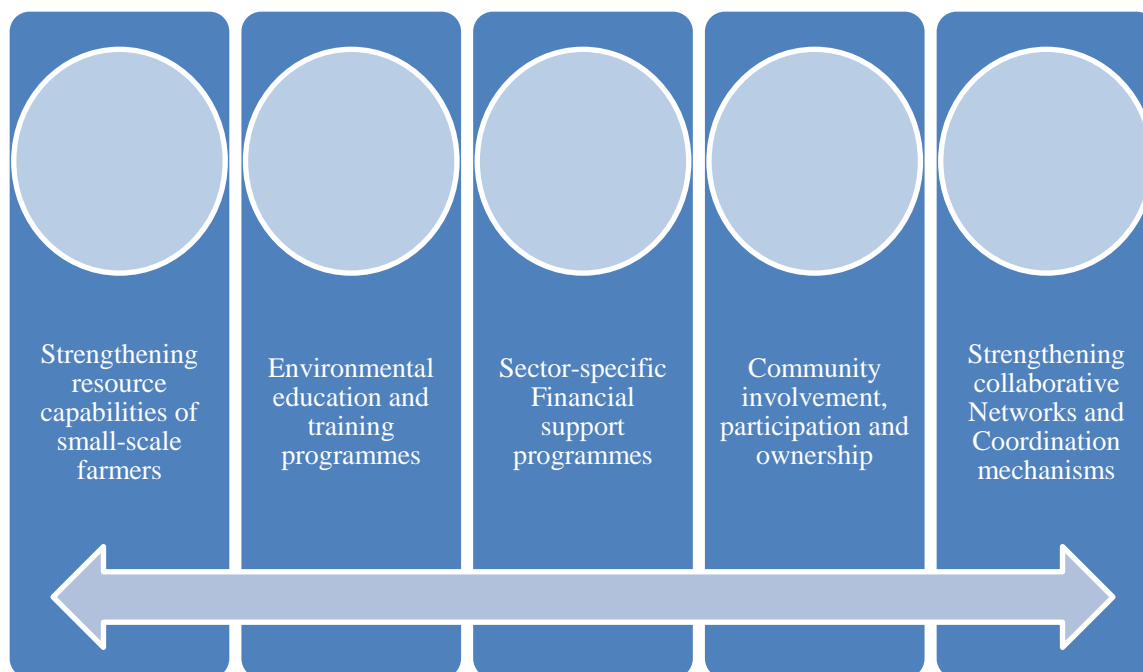 Strengthening
resource
capabilities of
small-scale
farmers
Environmental
education and
training
programmes
Sector-specific
Financial
support
programmes
Community
involvement,
participation and
ownership
Strengthening
collaborative
Networks and
Coordination
mechanisms